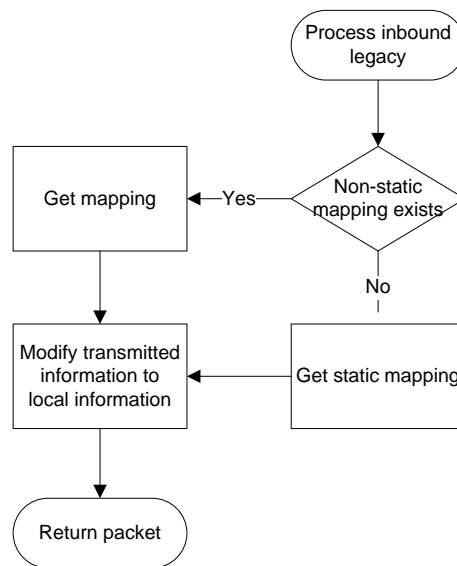 Process inbound
legacy
Non-static
mapping exists
Yes
Get mapping
No
Modify transmitted
information to
local information
Get static mapping
Return packet